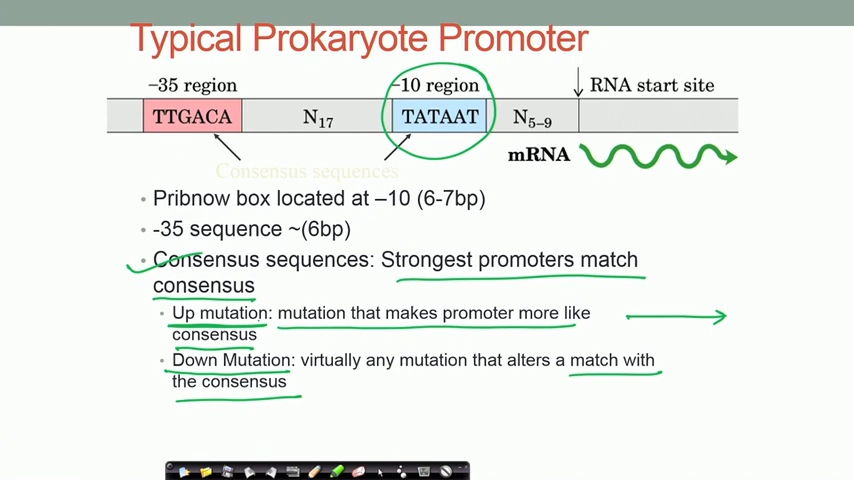 Typical Prokaryote Promoter
–35 region
–10 region
RNA start site
TTGACA
N17
TATAAT
N5–9
mRNA
Consensus sequences
• Pribnow box located at –10 (6-7bp)
• -35 sequence ~(6bp)
• Consensus sequences: Strongest promoters match
consensus
• Up mutation: mutation that makes promoter more like
consensus
• Down Mutation: virtually any mutation that alters a match with
the consensus